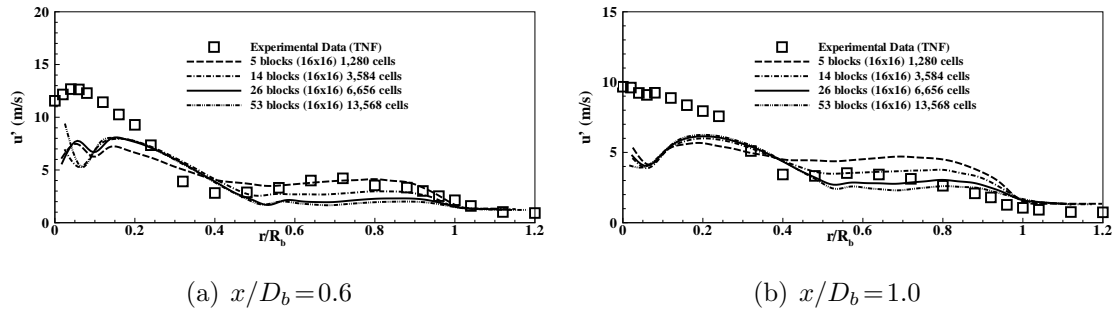 20
15
10
5
0
u' (m/s)
0 0.2 0.4 0.6 0.8 1 1.2
r/R_b
Experimental Data (TNF)
5 blocks (16x16) 1,280 cells
14 blocks (16x16) 3,584 cells
26 blocks (16x16) 6,656 cells
53 blocks (16x16) 13,568 cells
(a) x/D_b=0.6
15
10
5
0
u' (m/s)
0 0.2 0.4 0.6 0.8 1 1.2
r/R_b
Experimental Data (TNF)
5 blocks (16x16) 1,280 cells
14 blocks (16x16) 3,584 cells
26 blocks (16x16) 6,656 cells
53 blocks (16x16) 13,568 cells
(b) x/D_b=1.0